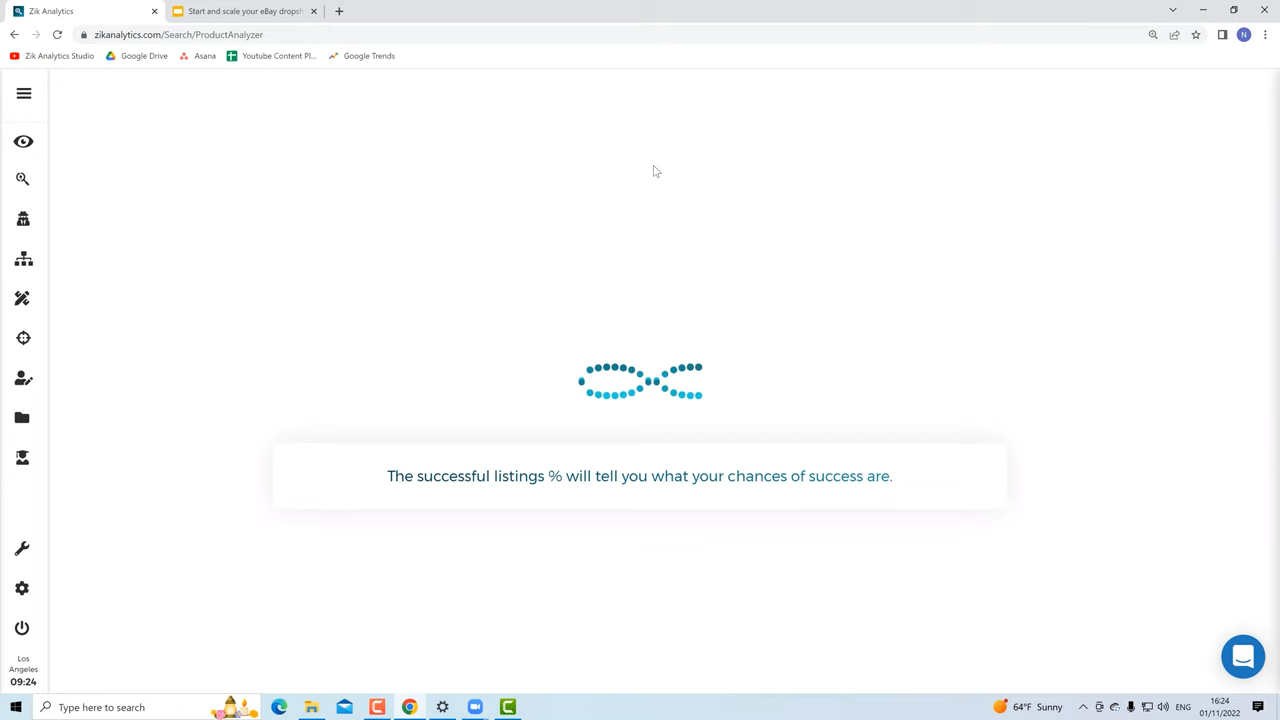 Zik Analytics
Start and scale your eBay dropsh
zikanalytics.com/Search/ProductAnalyzer
N
Zik Analytics Studio
Google Drive
Asana
Youtube Content Pl...
Google Trends
The successful listings % will tell you what your chances of success are.
Los
Angeles
09:24
Type here to search
64°F Sunny
ENG
16:24
01/11/2022